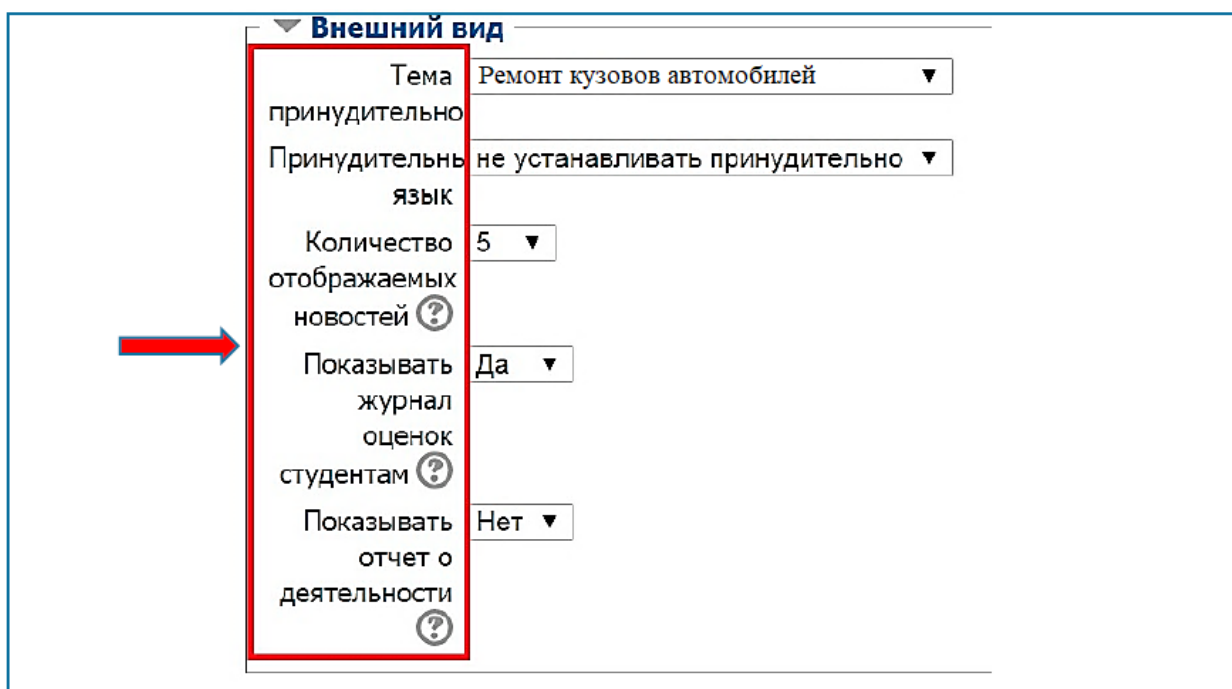 Внешний вид
Тема Ремонт кузовов автомобилей
принудительно
Принудительнь не устанавливать принудительно
язык
Количество 5
отображаемых
новостей ?
Показывать Да
журнал
оценок
студентам ?
Показывать Нет
отчет о
деятельности
?